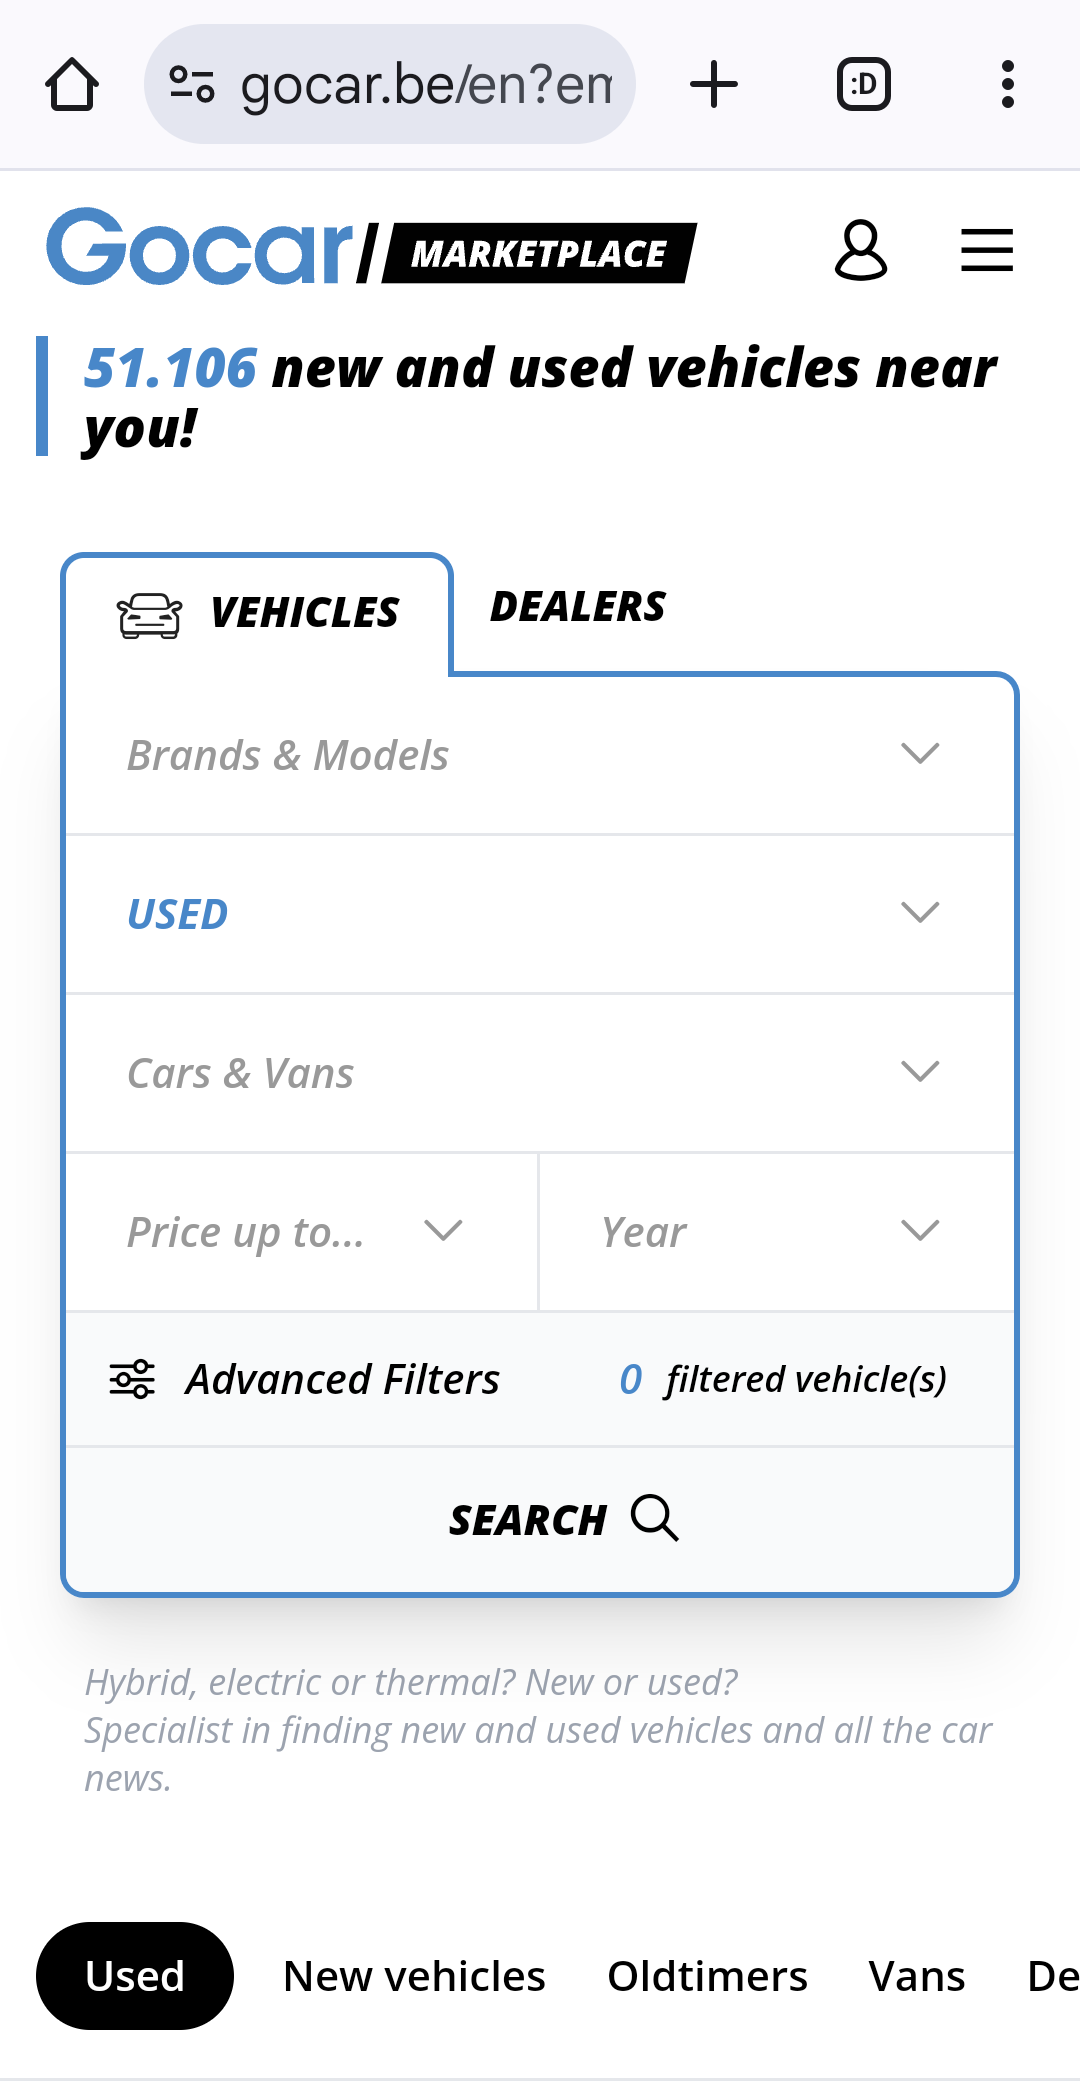 gocar.be/en?em
:D
Gocar/ MARKETPLACE
51.106 new and used vehicles near
you!
VEHICLES
DEALERS
Brands & Models
USED
Cars & Vans
Price up to...
Year
Advanced Filters
0 filtered vehicle(s)
SEARCH
Hybrid, electric or thermal? New or used?
Specialist in finding new and used vehicles and all the car
news.
Used New vehicles Oldtimers Vans De